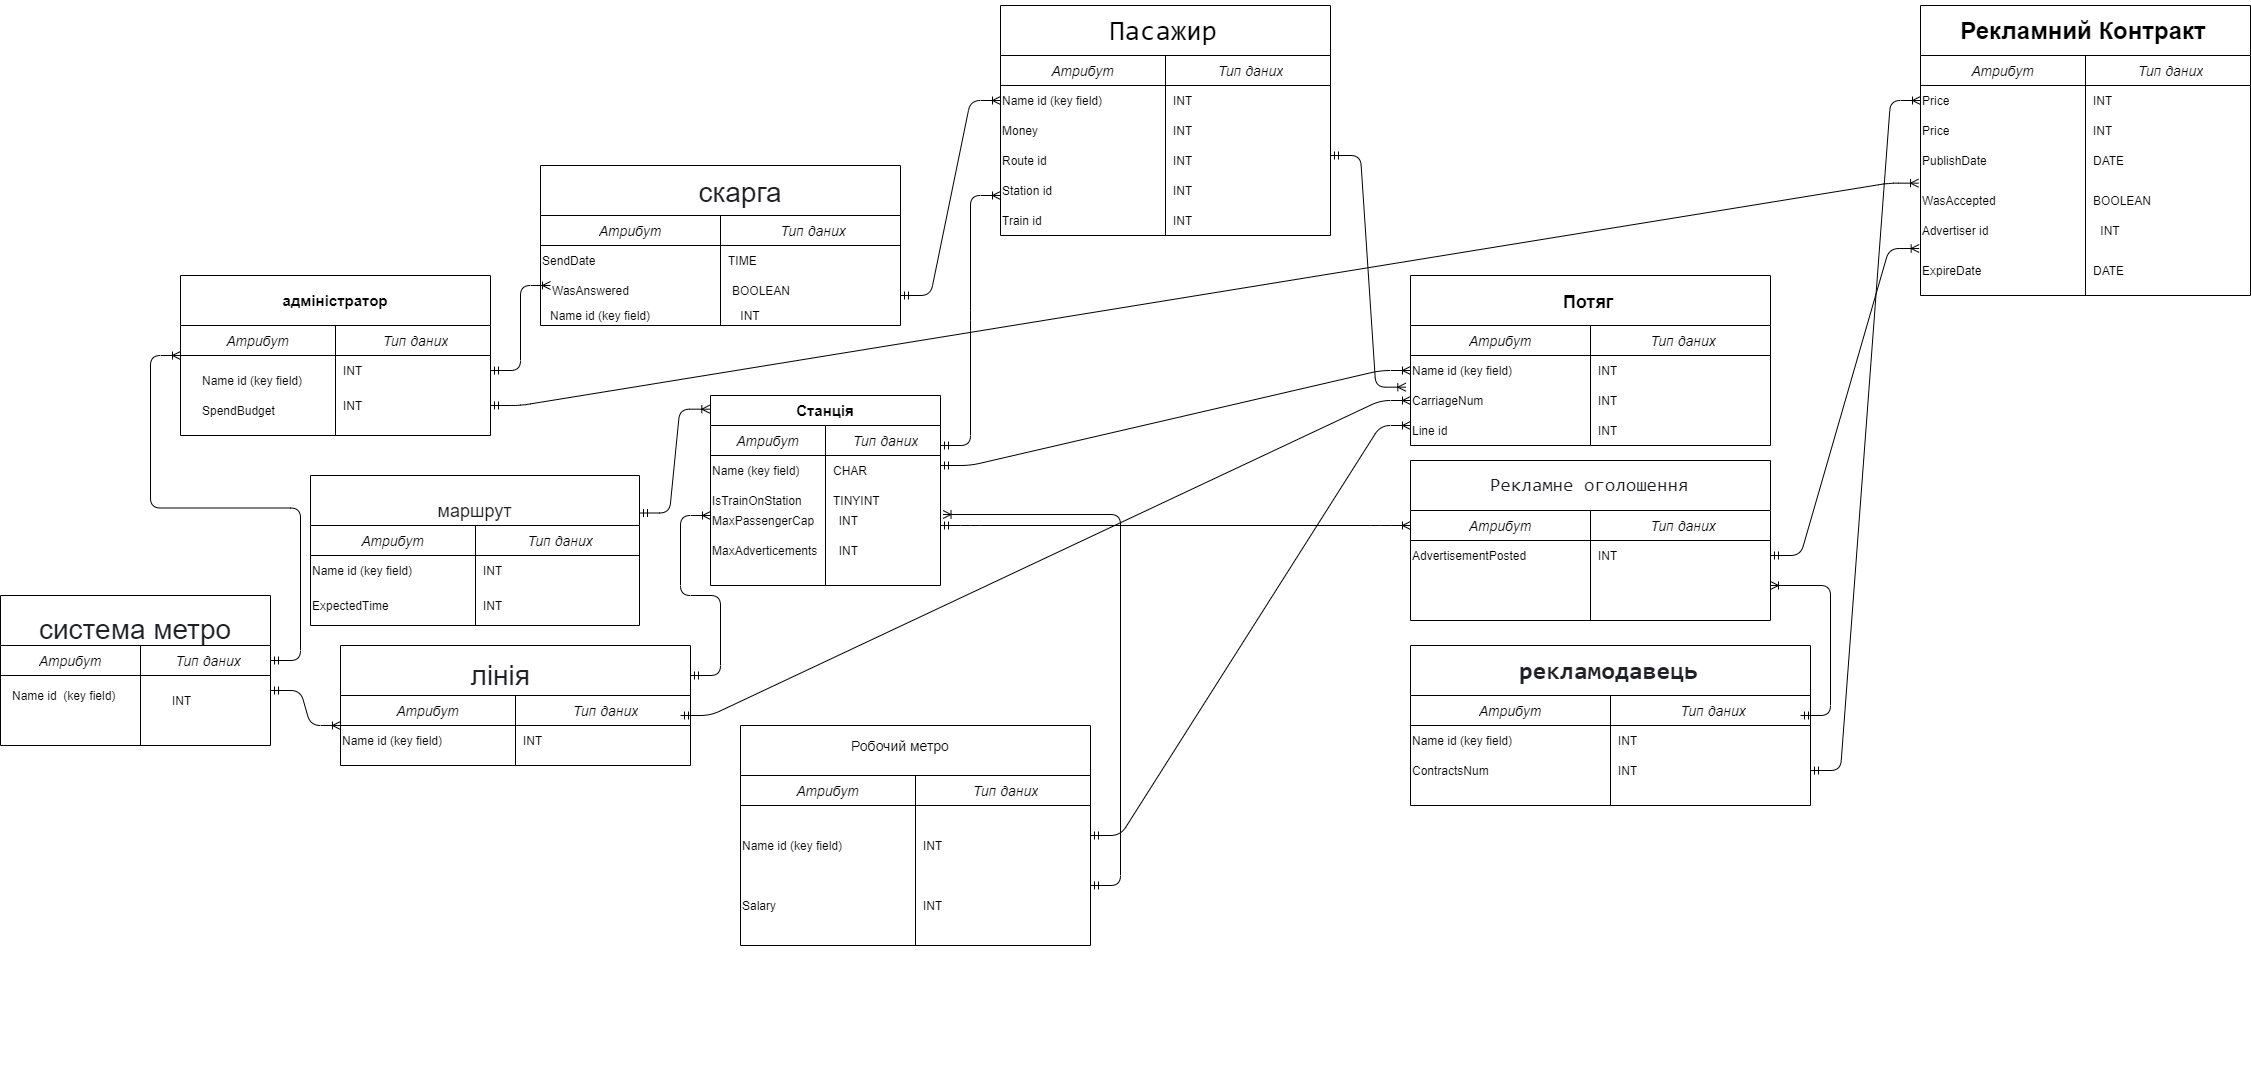 Пасажир
Атрибут Тип даних
Name id (key field) INT
Money INT
Route id INT
Station id INT
Train id INT
Рекламний Контракт
Атрибут Тип даних
Price INT
Price INT
PublishDate DATE
WasAccepted BOOLEAN
Advertiser id INT
ExpireDate DATE
скарга
Атрибут Тип даних
SendDate TIME
WasAnswered BOOLEAN
Name id (key field) INT
адміністратор
Атрибут Тип даних
Name id (key field) INT
SpendBudget INT
Потяг
Атрибут Тип даних
Name id (key field) INT
CarriageNum INT
Line id INT
Станція
Атрибут Тип даних
Name (key field) CHAR
IsTrainOnStation TINYINT
MaxPassengerCap INT
MaxAdverticements INT
маршрут
Атрибут Тип даних
Name id (key field) INT
ExpectedTime INT
Рекламне оголошення
Атрибут Тип даних
AdvertisementPosted INT
система метро
Атрибут Тип даних
Name id (key field) INT
лінія
Атрибут Тип даних
Name id (key field) INT
рекламодавець
Атрибут Тип даних
Name id (key field) INT
ContractsNum INT
Робочий метро
Атрибут Тип даних
Name id (key field) INT
Salary INT